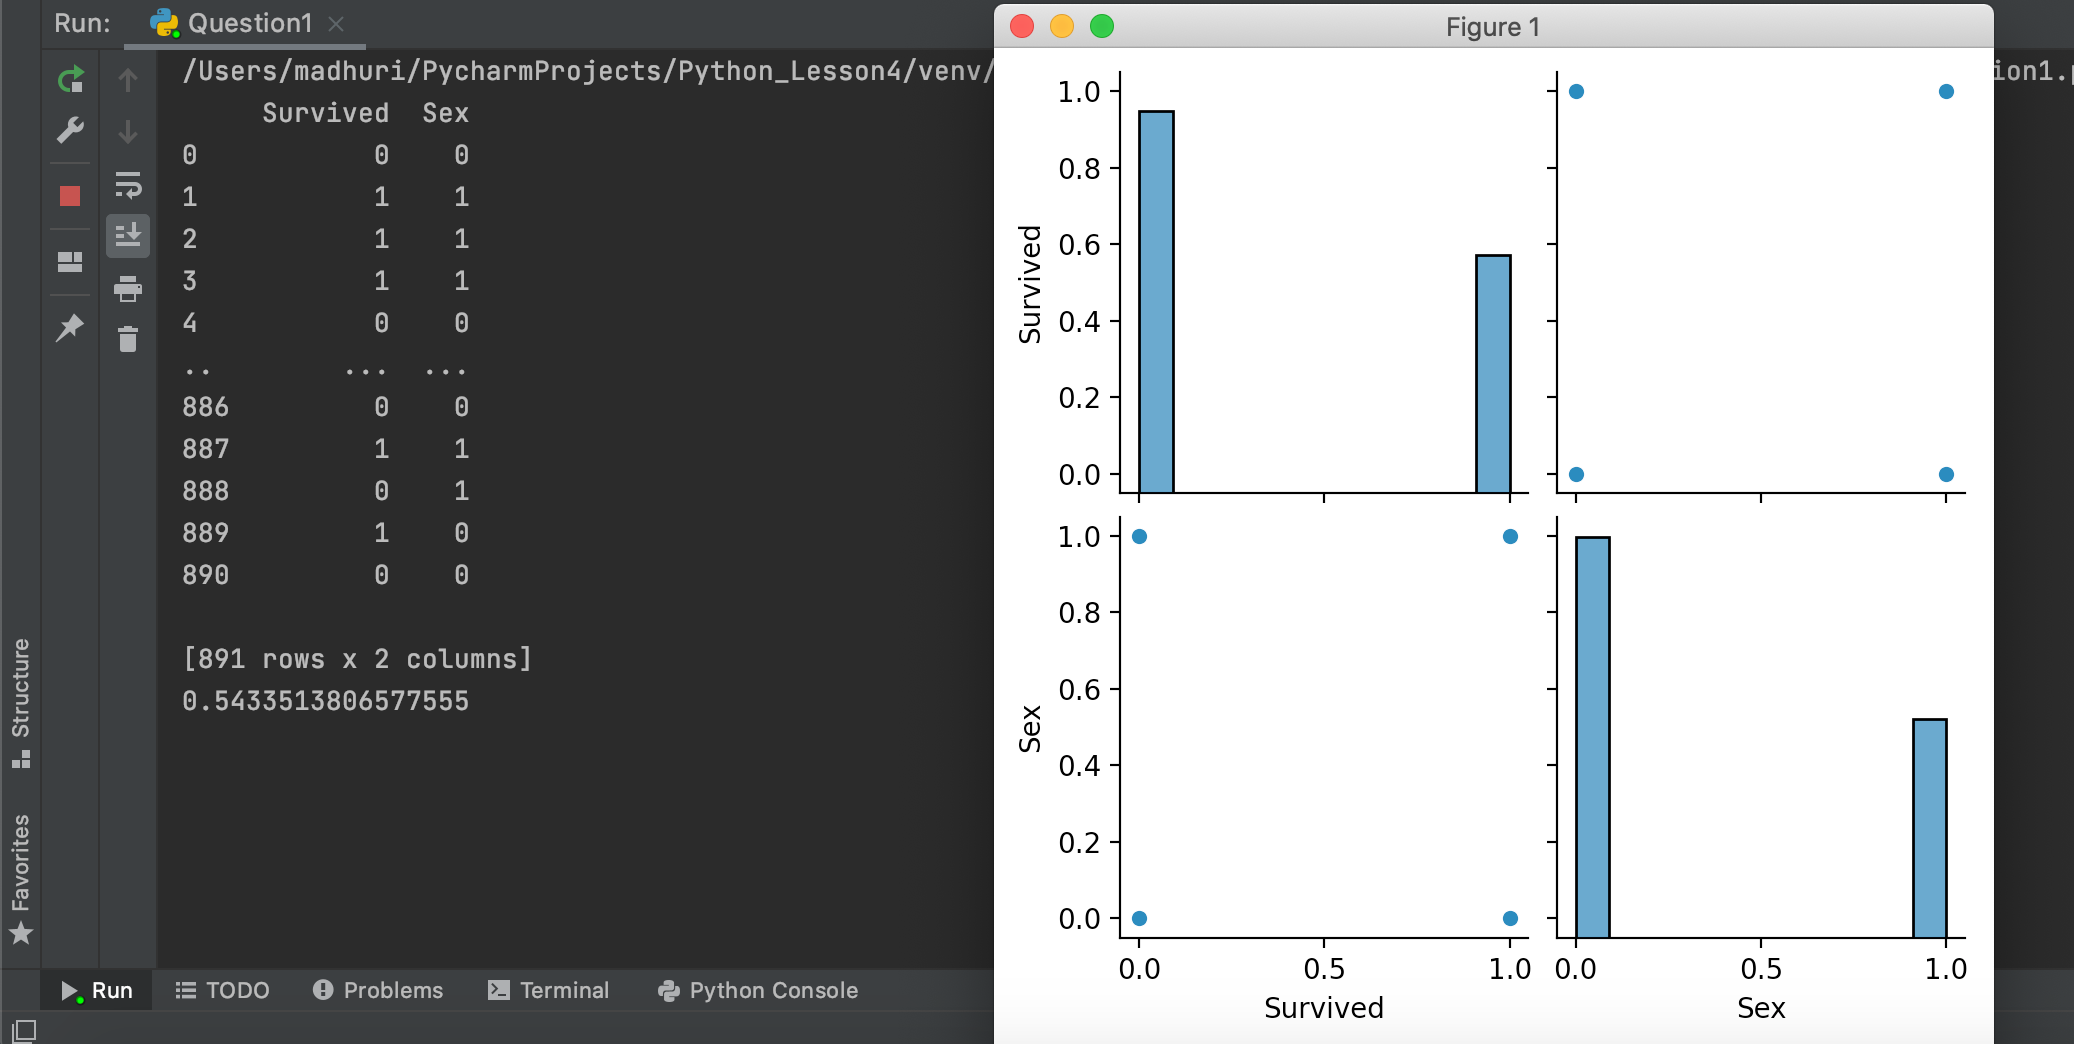 Run: Question1
/Users/madhuri/PycharmProjects/Python_Lesson4/venv/
ion1.p
Survived Sex
0 0 0
1 1 1
2 1 1
3 1 1
4 0 0
.. ... ...
886 0 0
887 1 1
888 0 1
889 1 0
890 0 0
[891 rows x 2 columns]
0.5433513806577555
Structure
Favorites
Run TODO Problems Terminal Python Console
Figure 1
1.0
0.8
0.6
0.4
0.2
0.0
Survived
1.0
0.8
0.6
0.4
0.2
0.0
Sex
0.0 0.5 1.0 0.0 0.5 1.0
Survived Sex